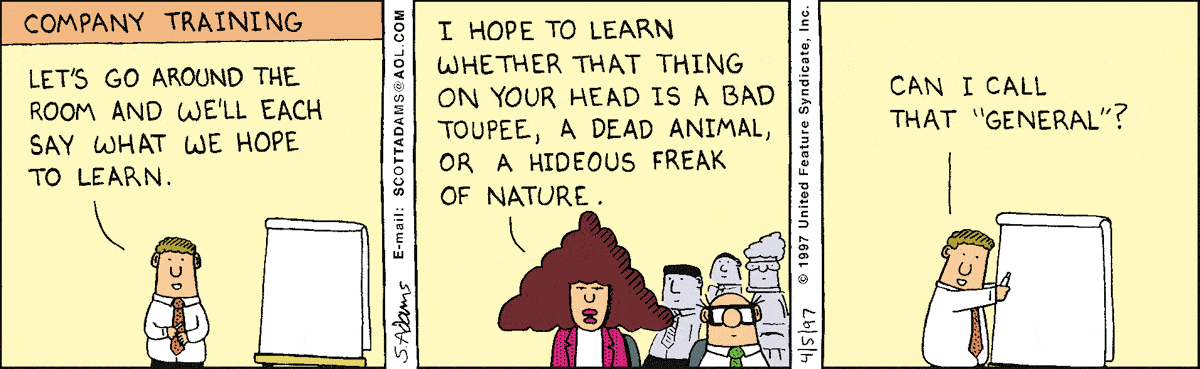 COMPANY TRAINING
LET'S GO AROUND THE
ROOM AND WE'LL EACH
SAY WHAT WE HOPE
TO LEARN.
S.Adams
E-mail: SCOTTADAMS@AOL.COM
I HOPE TO LEARN
WHETHER THAT THING
ON YOUR HEAD IS A BAD
TOUPEE, A DEAD ANIMAL,
OR A HIDEOUS FREAK
OF NATURE.
4/5/97
© 1997 United Feature Syndicate, Inc.
CAN I CALL
THAT "GENERAL"?